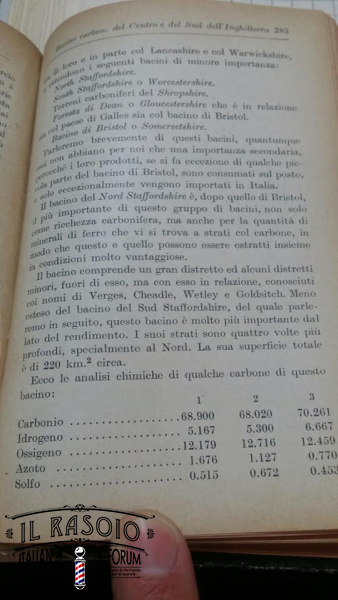 Bacini carbon. del Centro e del Sud dell'Inghilterra 283
di loro e in parte col Lancashire e col Warwickshire,
si estendono i seguenti bacini di minore importanza:
North Staffordshire.
South Staffordshire o Worcestershire.
Terreni carboniferi del Shropshire.
Foresta di Dean o Gloucestershire che è in relazione
sia col paese di Galles sia col bacino di Bristol.
Bacino di Bristol o Somersetshire.
Parleremo brevemente di questi bacini, quantunque
essi non abbiano per noi che una importanza secondaria,
perocchè i loro prodotti, se si fa eccezione di qualche pic-
cola parte del bacino di Bristol, sono consumati sul posto,
e solo eccezionalmente vengono importati in Italia.
Il bacino del Nord Staffordshire è, dopo quello di Bristol,
il più importante di questo gruppo di bacini, non solo
come ricchezza carbonifera, ma anche per la quantità di
minerali di ferro che vi si trova a strati col carbone, in
modo che questo e quello possono essere estratti insieme
in condizioni molto vantaggiose.
Il bacino comprende un gran distretto ed alcuni distretti
minori, fuori di esso, ma con esso in relazione, conosciuti
coi nomi di Verges, Cheadle, Wetley e Golditch. Meno
esteso del bacino del Sud Staffordshire, del quale parle-
remo in seguito, questo bacino è molto più importante dal
lato del rendimento. I suoi strati sono quattro volte più
profondi, specialmente al Nord. La sua superficie totale
è di 220 km.² circa.
Ecco le analisi chimiche di qualche carbone di questo
bacino:
1 2 3
Carbonio .................. 68.900 68.020 70.261
Idrogeno .................. 5.167 5.300 6.667
Ossigeno .................. 12.179 12.716 12.459
Azoto .................. 1.676 1.127 0.770
Solfo .................. 0.515 0.672 0.453
IL RASOIO
ITALIAN FORUM